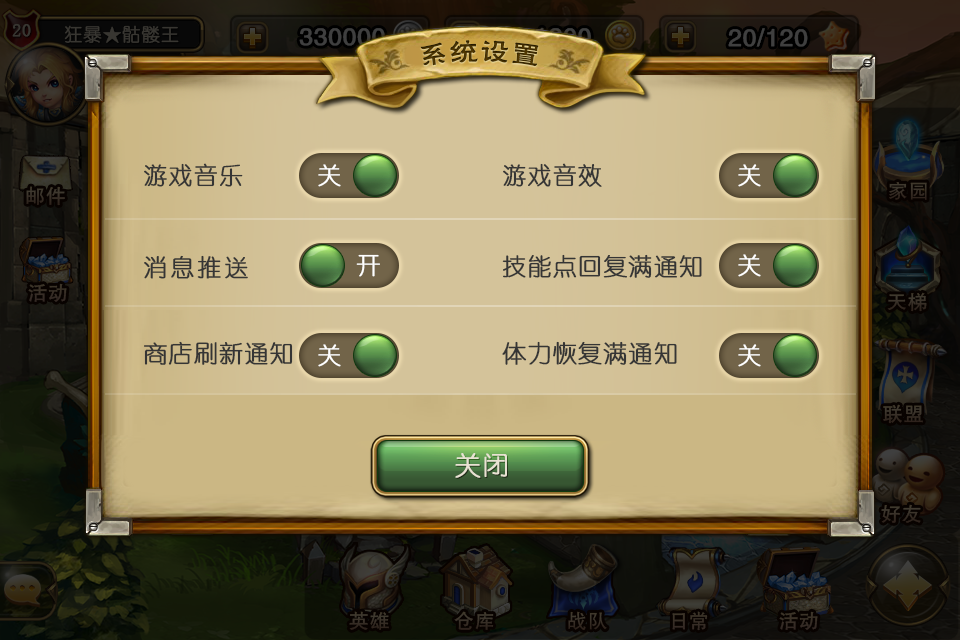 20 狂暴★骷髅王
330000
20/120
系统设置
游戏音乐 关
游戏音效 关
消息推送 开
技能点回复满通知 关
商店刷新通知 关
体力恢复满通知 关
关闭
邮件
活动
家园
天梯
联盟
好友
英雄
仓库
战队
日常
活动